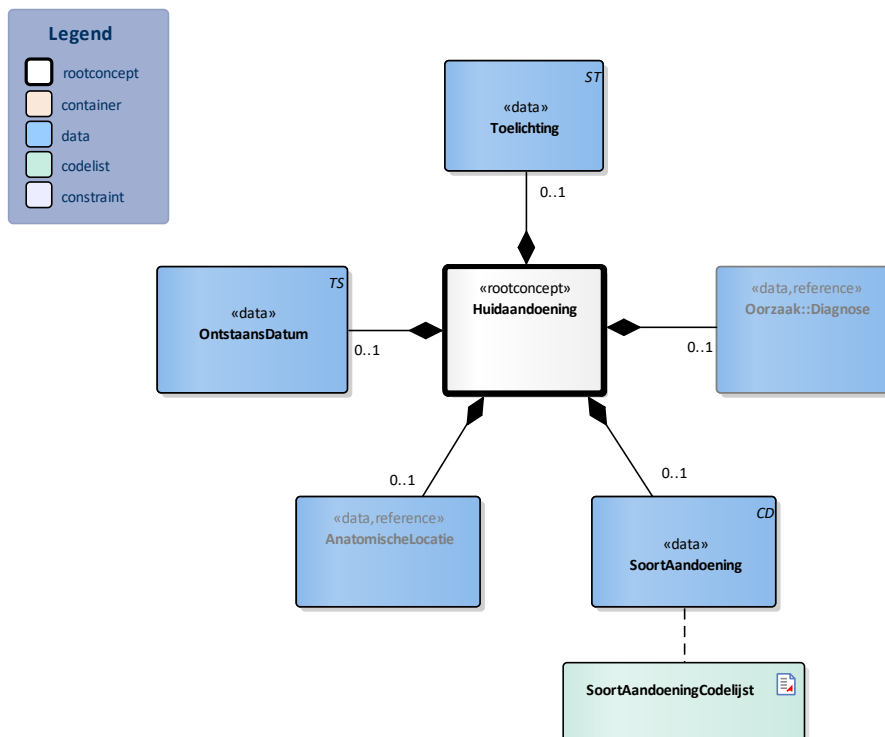 Legend
rootconcept
container
data
codelist
constraint
ST
«data»
Toelichting
0..1
TS
«data»
OntstaansDatum
0..1
«rootconcept»
Huidaandoening
«data,reference»
Oorzaak::Diagnose
0..1
0..1
«data,reference»
AnatomischeLocatie
0..1
CD
«data»
SoortAandoening
SoortAandoeningCodelijst